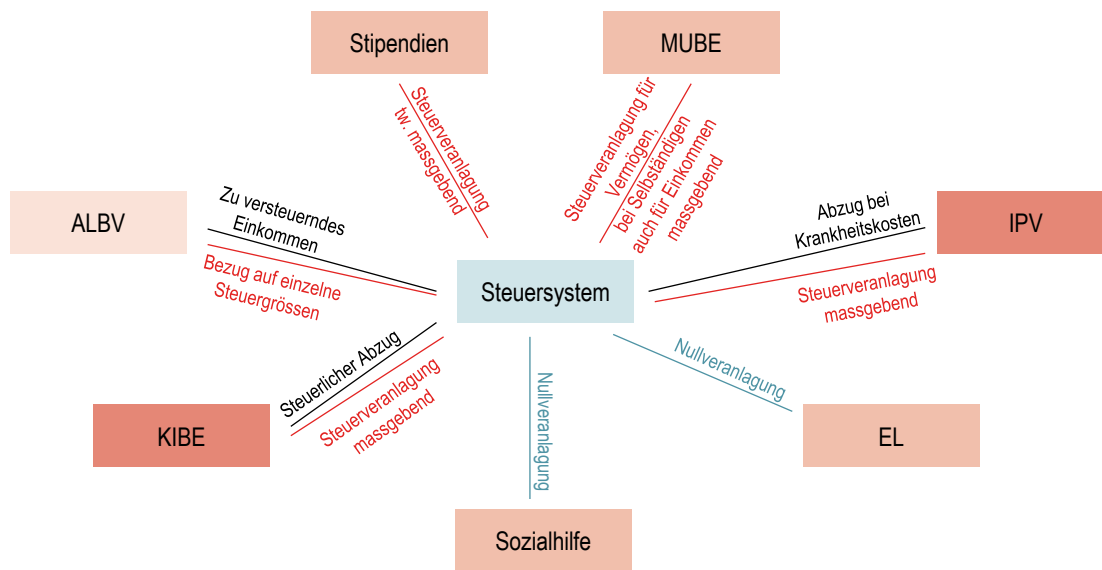 Stipendien
MUBE
Steuerveranlagung
tw. massgebend
Steuerveranlagung für
Vermögen,
bei Selbständigen
auch für Einkommen
massgebend
ALBV
Zu versteuerndes
Einkommen
Bezug auf einzelne
Steuergrössen
Steuersystem
Abzug bei
Krankheitskosten
IPV
Steuerveranlagung
massgebend
Steuerlicher Abzug
Steuerveranlagung
massgebend
KIBE
Nullveranlagung
Nullveranlagung
EL
Sozialhilfe